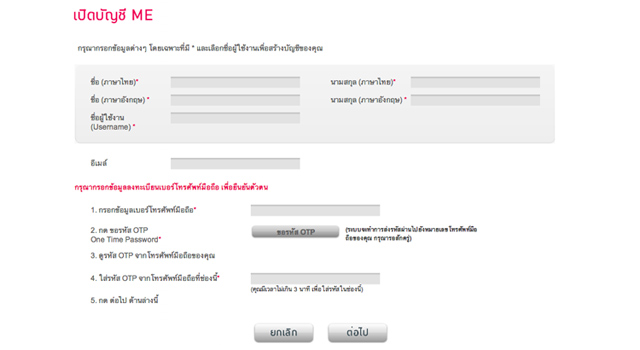 เปิดบัญชี ME
กรุณากรอกข้อมูลต่างๆ โดยเฉพาะที่มี * และเลือกชื่อผู้ใช้งานเพื่อสร้างบัญชีของคุณ
ชื่อ (ภาษาไทย)* นามสกุล (ภาษาไทย)*
ชื่อ (ภาษาอังกฤษ) * นามสกุล (ภาษาอังกฤษ) *
ชื่อผู้ใช้งาน
(Username) *
อีเมล์
กรุณากรอกข้อมูลลงทะเบียนเบอร์โทรศัพท์มือถือ เพื่อยืนยันตัวตน
1. กรอกข้อมูลเบอร์โทรศัพท์มือถือ*
2. กด ขอรหัส OTP ขอรหัส OTP (ระบบจะทำการส่งรหัสผ่านไปยังหมายเลขโทรศัพท์มือ
One Time Password* ถือของคุณ กรุณารอสักครู่)
3. ดูรหัส OTP จากโทรศัพท์มือถือของคุณ
4. ใส่รหัส OTP จากโทรศัพท์มือถือที่ช่องนี้*
(คุณมีเวลาไม่เกิน 3 นาที เพื่อใส่รหัสในช่องนี้)
5. กด ต่อไป ด้านล่างนี้
ยกเลิก ต่อไป